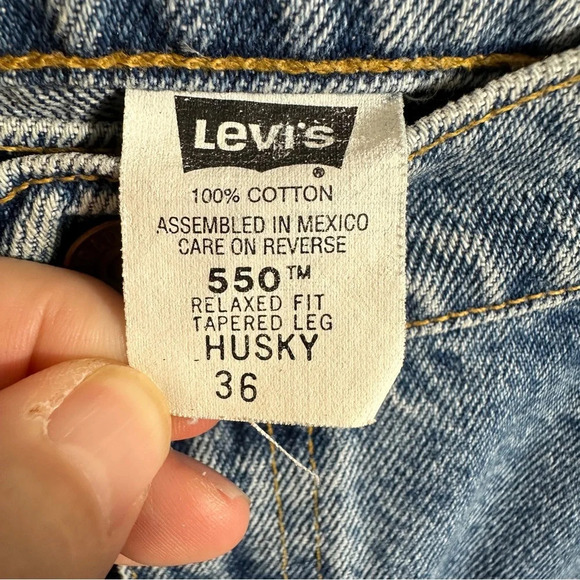 Levi's ®
100% COTTON
ASSEMBLED IN MEXICO
CARE ON REVERSE
550™
RELAXED FIT
TAPERED LEG
HUSKY
36